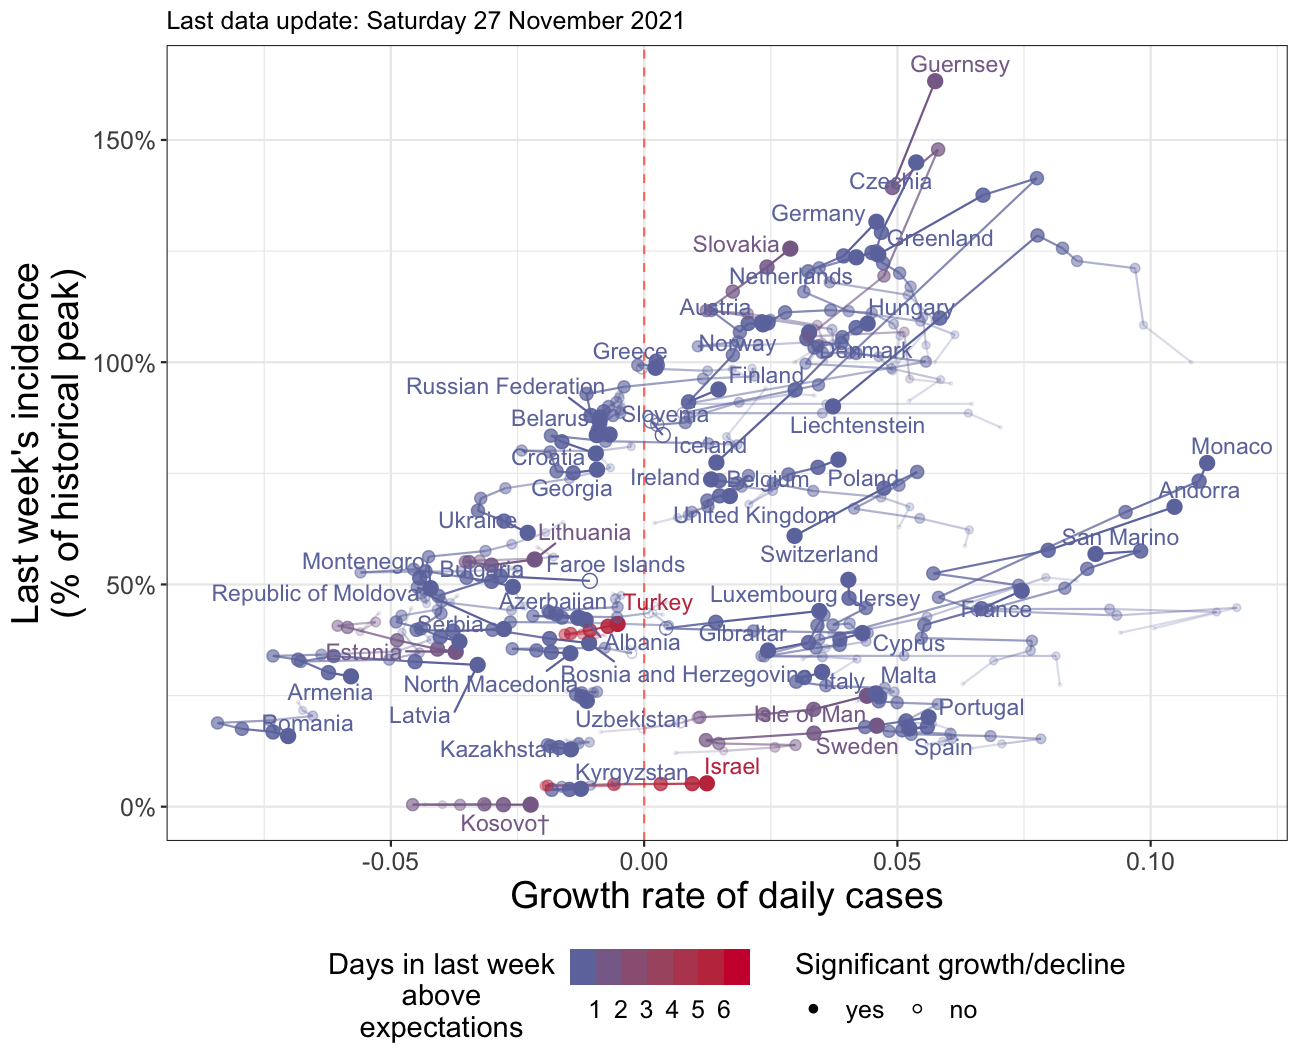 Last data update: Saturday 27 November 2021
Last week's incidence
(% of historical peak)
150%
100%
50%
0%
Guernsey
Czechia
Germany
Greenland
Slovakia
Netherlands
Austria
Hungary
Norway
Denmark
Greece
Finland
Russian Federation
Slovenia
Belarus
Liechtenstein
Iceland
Monaco
Croatia
Ireland
Belgium
Poland
Georgia
Andorra
United Kingdom
Ukraine
Lithuania
San Marino
Switzerland
Montenegro
Bulgaria
Faroe Islands
Republic of Moldova
Luxembourg
Jersey
Azerbaijan
Turkey
France
Serbia
Gibraltar
Albania
Cyprus
Estonia
Bosnia and Herzegovina
Malta
Italy
North Macedonia
Armenia
Portugal
Latvia
Isle of Man
Uzbekistan
Romania
Kazakhstan
Sweden
Spain
Israel
Kyrgyzstan
Kosovo†
-0.05
0.00
0.05
0.10
Growth rate of daily cases
Days in last week
above
expectations
1 2 3 4 5 6
Significant growth/decline
yes
no